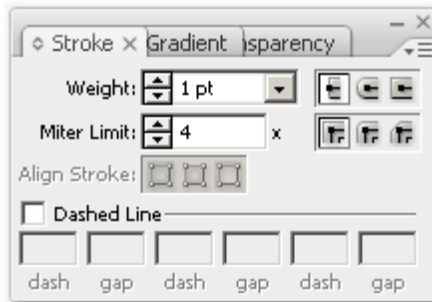 Stroke Gradient nsparency
Weight: 1 pt
Miter Limit: 4 x
Align Stroke:
Dashed Line
dash gap dash gap dash gap